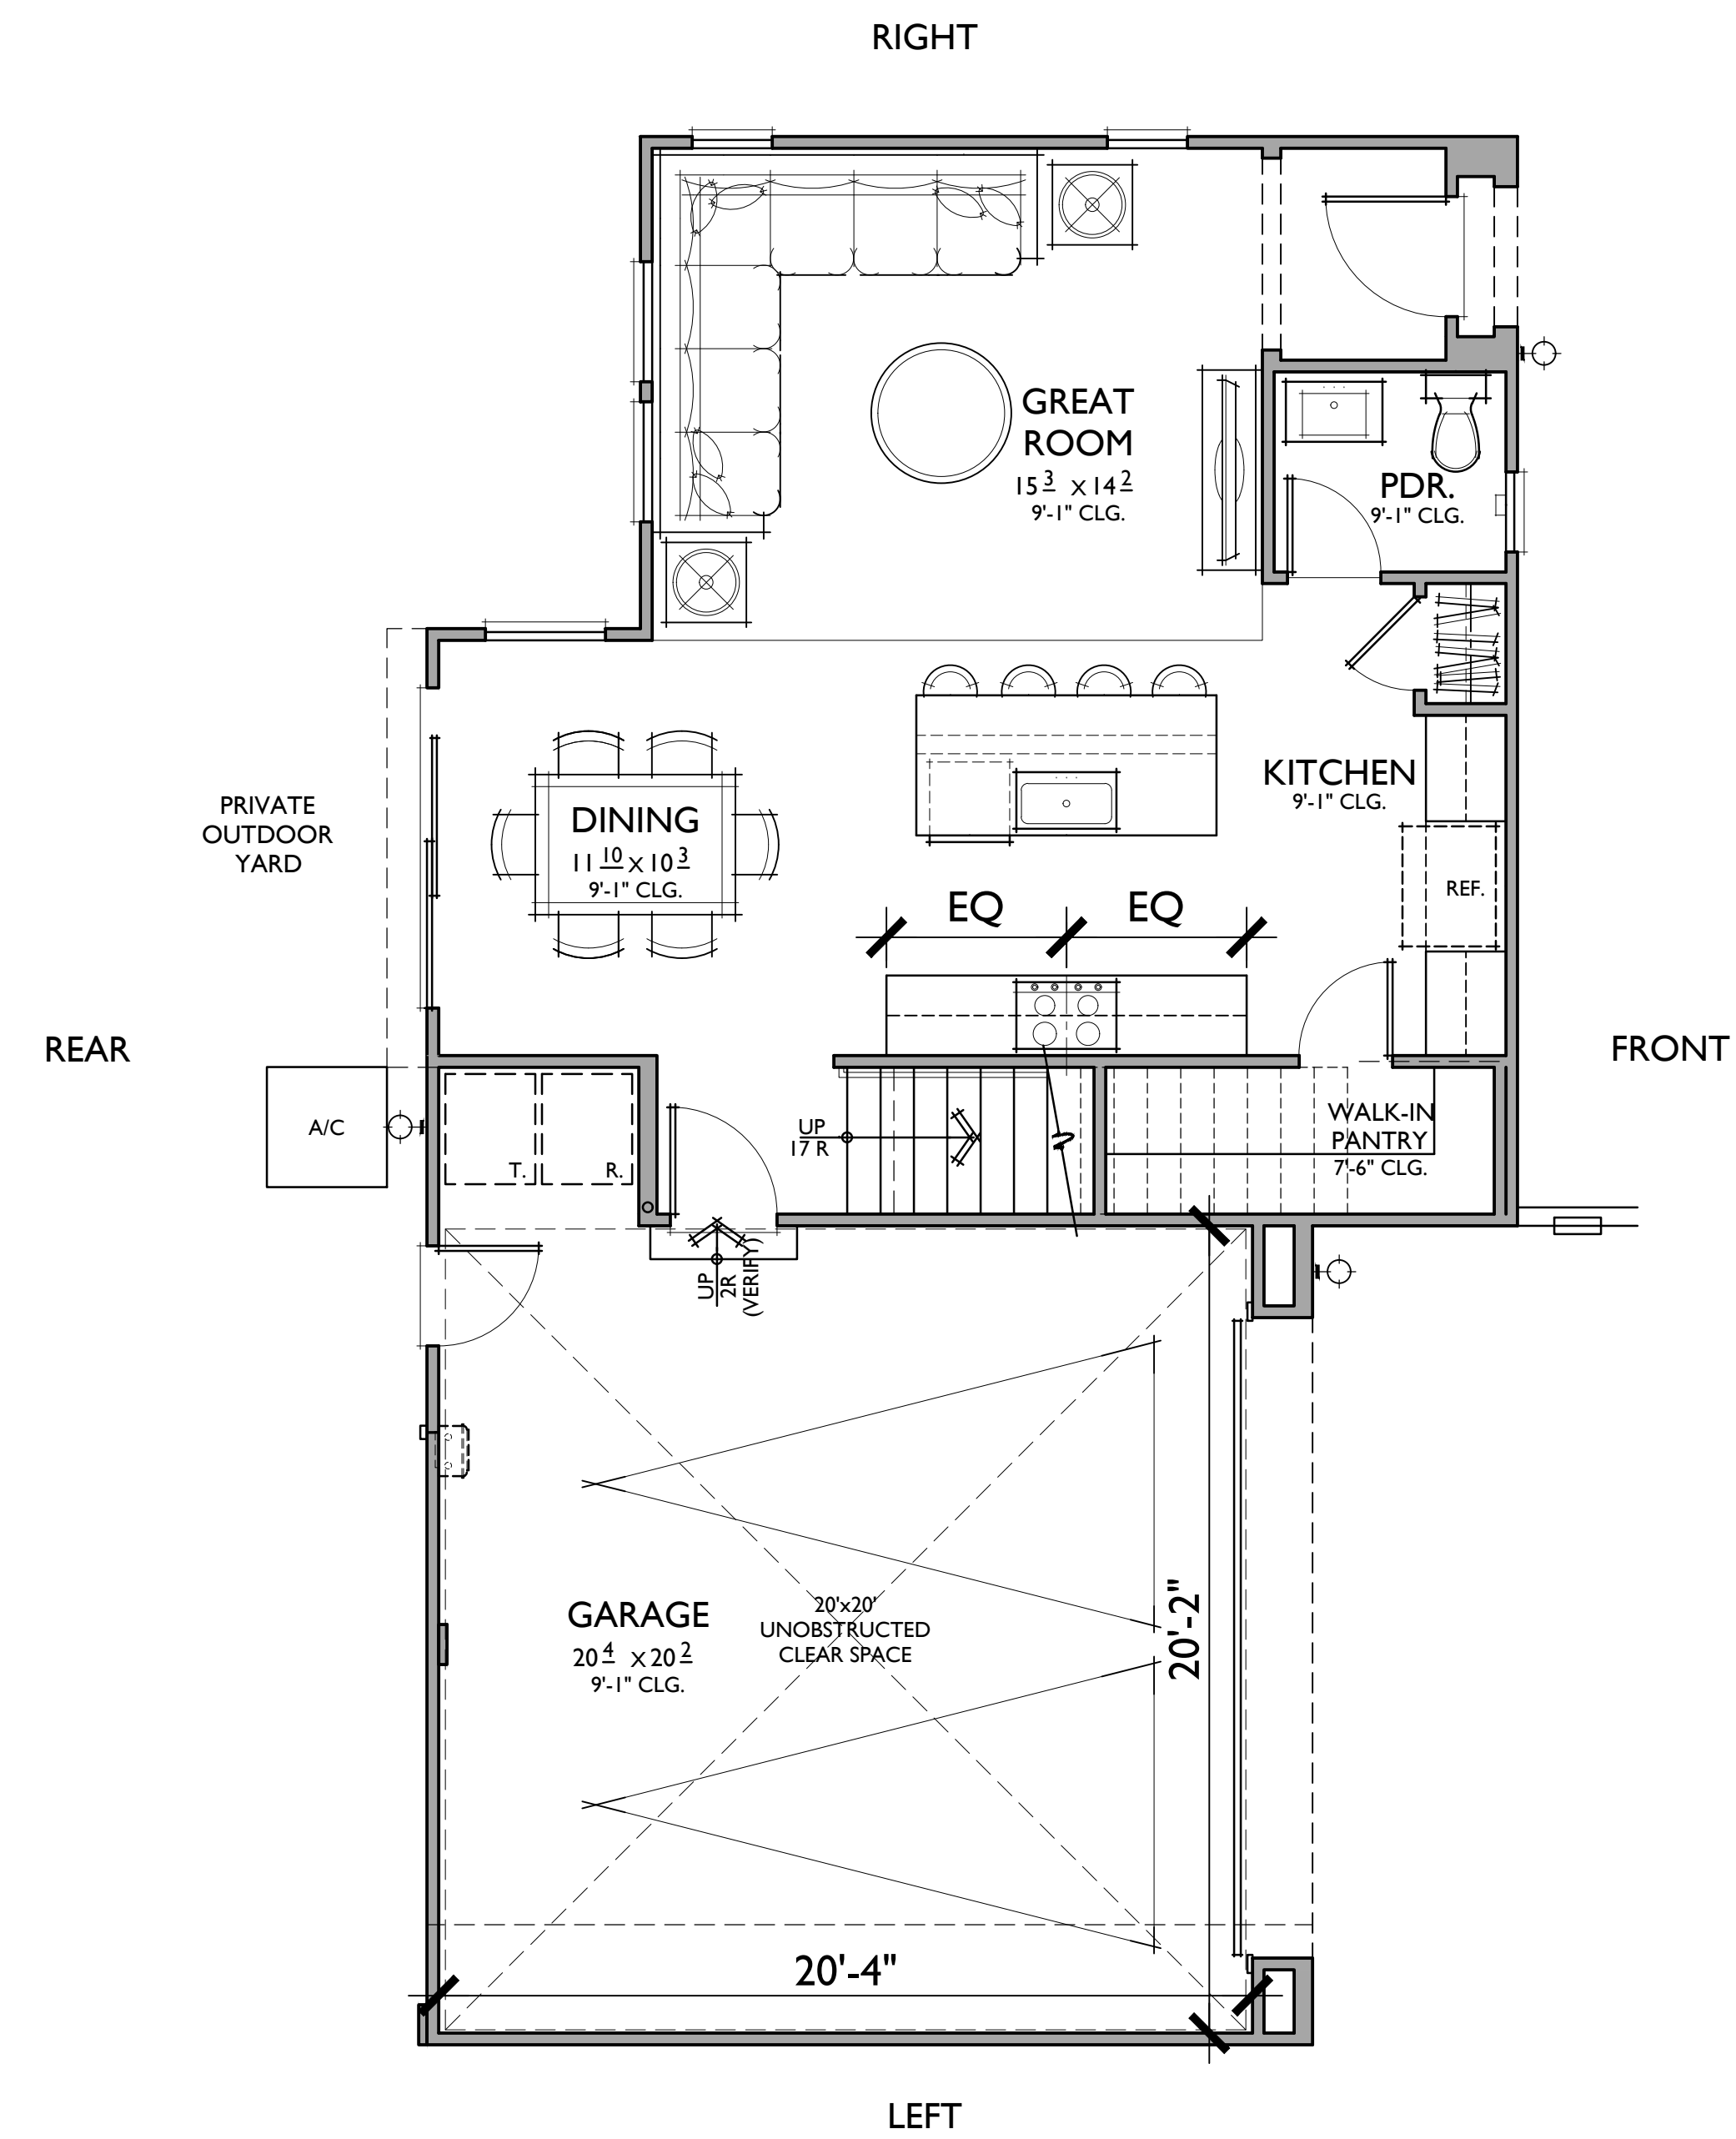 RIGHT
GREAT
ROOM
15 3 X 14 2
9'-1" CLG.
PDR.
9'-1" CLG.
KITCHEN
9'-1" CLG.
PRIVATE
OUTDOOR
YARD
DINING
11 10 X 10 3
9'-1" CLG.
REF.
EQ EQ
REAR
FRONT
A/C
T. R.
UP
17 R
WALK-IN
PANTRY
7'-6" CLG.
UP
2R
(VERIFY)
GARAGE
20 4 X 20 2
9'-1" CLG.
20'x20'
UNOBSTRUCTED
CLEAR SPACE
20'-2"
20'-4"
LEFT